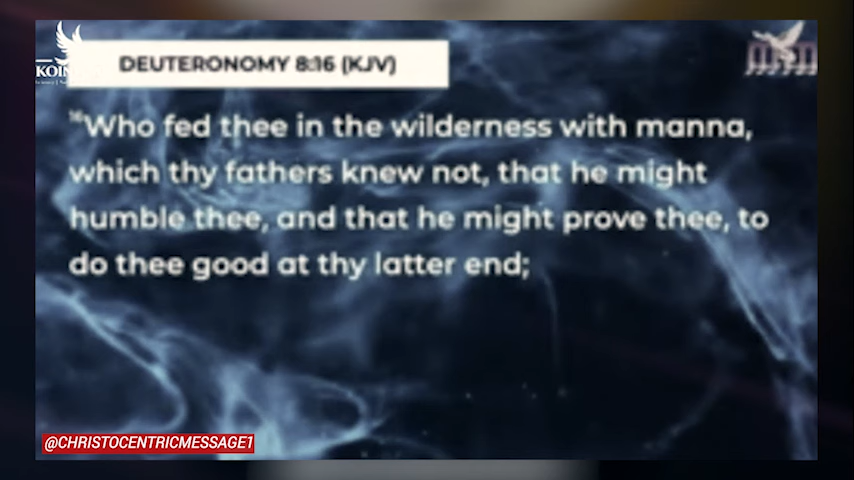 DEUTERONOMY 8:16 (KJV)
16Who fed thee in the wilderness with manna,
which thy fathers knew not, that he might
humble thee, and that he might prove thee, to
do thee good at thy latter end;
@CHRISTOCENTRICMESSAGE1